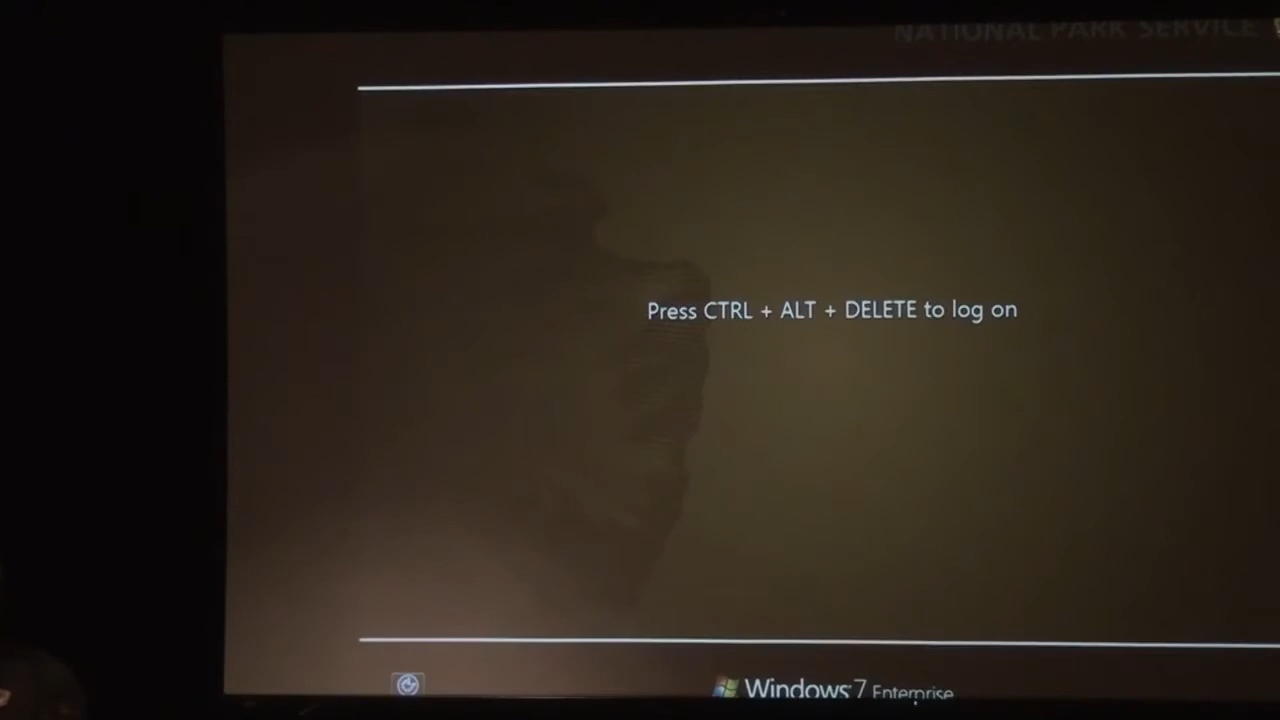 NATIONAL PARK SERVICE
Press CTRL + ALT + DELETE to log on
Windows 7 Enterprise